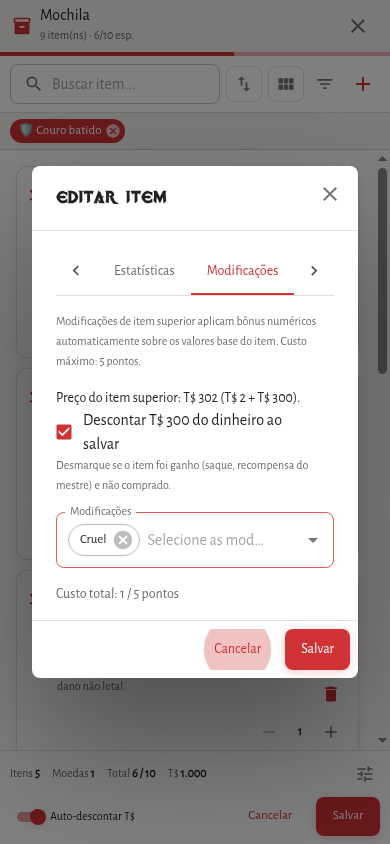 Mochila
9 item(ns) · 6/10 esp.
Buscar item...
Couro batido
EDITAR ITEM
Estatísticas
Modificações
Modificações de item superior aplicam bônus numéricos
automaticamente sobre os valores base do item. Custo
máximo: 5 pontos.
Preço do item superior: T$ 302 (T$ 2 + T$ 300).
Descontar T$ 300 do dinheiro ao
salvar
Desmarque se o item foi ganho (saque, recompensa do
mestre) e não comprado.
Modificações
Cruel
Selecione as mod...
Custo total: 1 / 5 pontos
Cancelar
Salvar
dano não letal.
1
Itens 5 Moedas 1 Total 6/10 T$ 1.000
Auto-descontar T$
Cancelar
Salvar